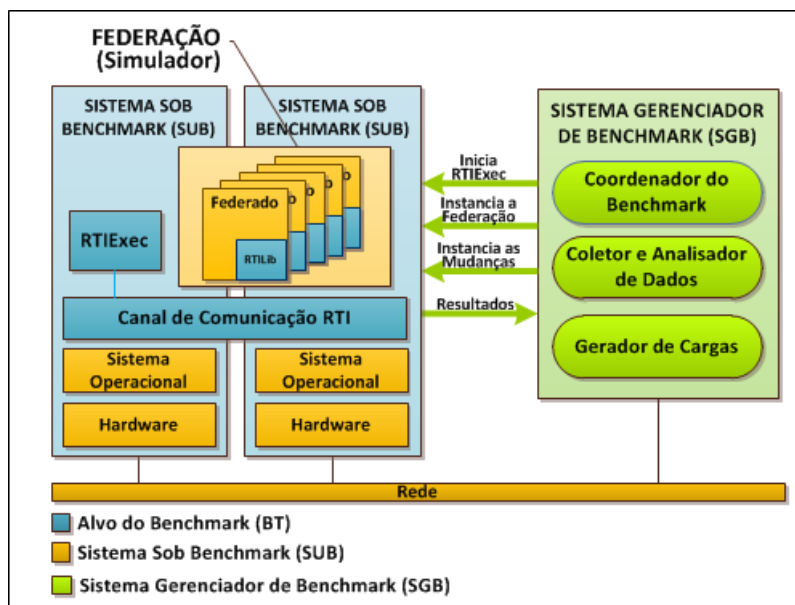 FEDERAÇÃO
(Simulador)
SISTEMA SOB
BENCHMARK (SUB)
SISTEMA SOB
BENCHMARK (SUB)
SISTEMA GERENCIADOR
DE BENCHMARK (SGB)
Federado
o
o
o
o
RTILib
RTIExec
Canal de Comunicação RTI
Sistema
Operacional
Sistema
Operacional
Hardware
Hardware
Inicia
RTIExec
Instancia a
Federação
Instancia as
Mudanças
Resultados
Coordenador do
Benchmark
Coletor e Analisador
de Dados
Gerador de Cargas
Rede
Alvo do Benchmark (BT)
Sistema Sob Benchmark (SUB)
Sistema Gerenciador de Benchmark (SGB)